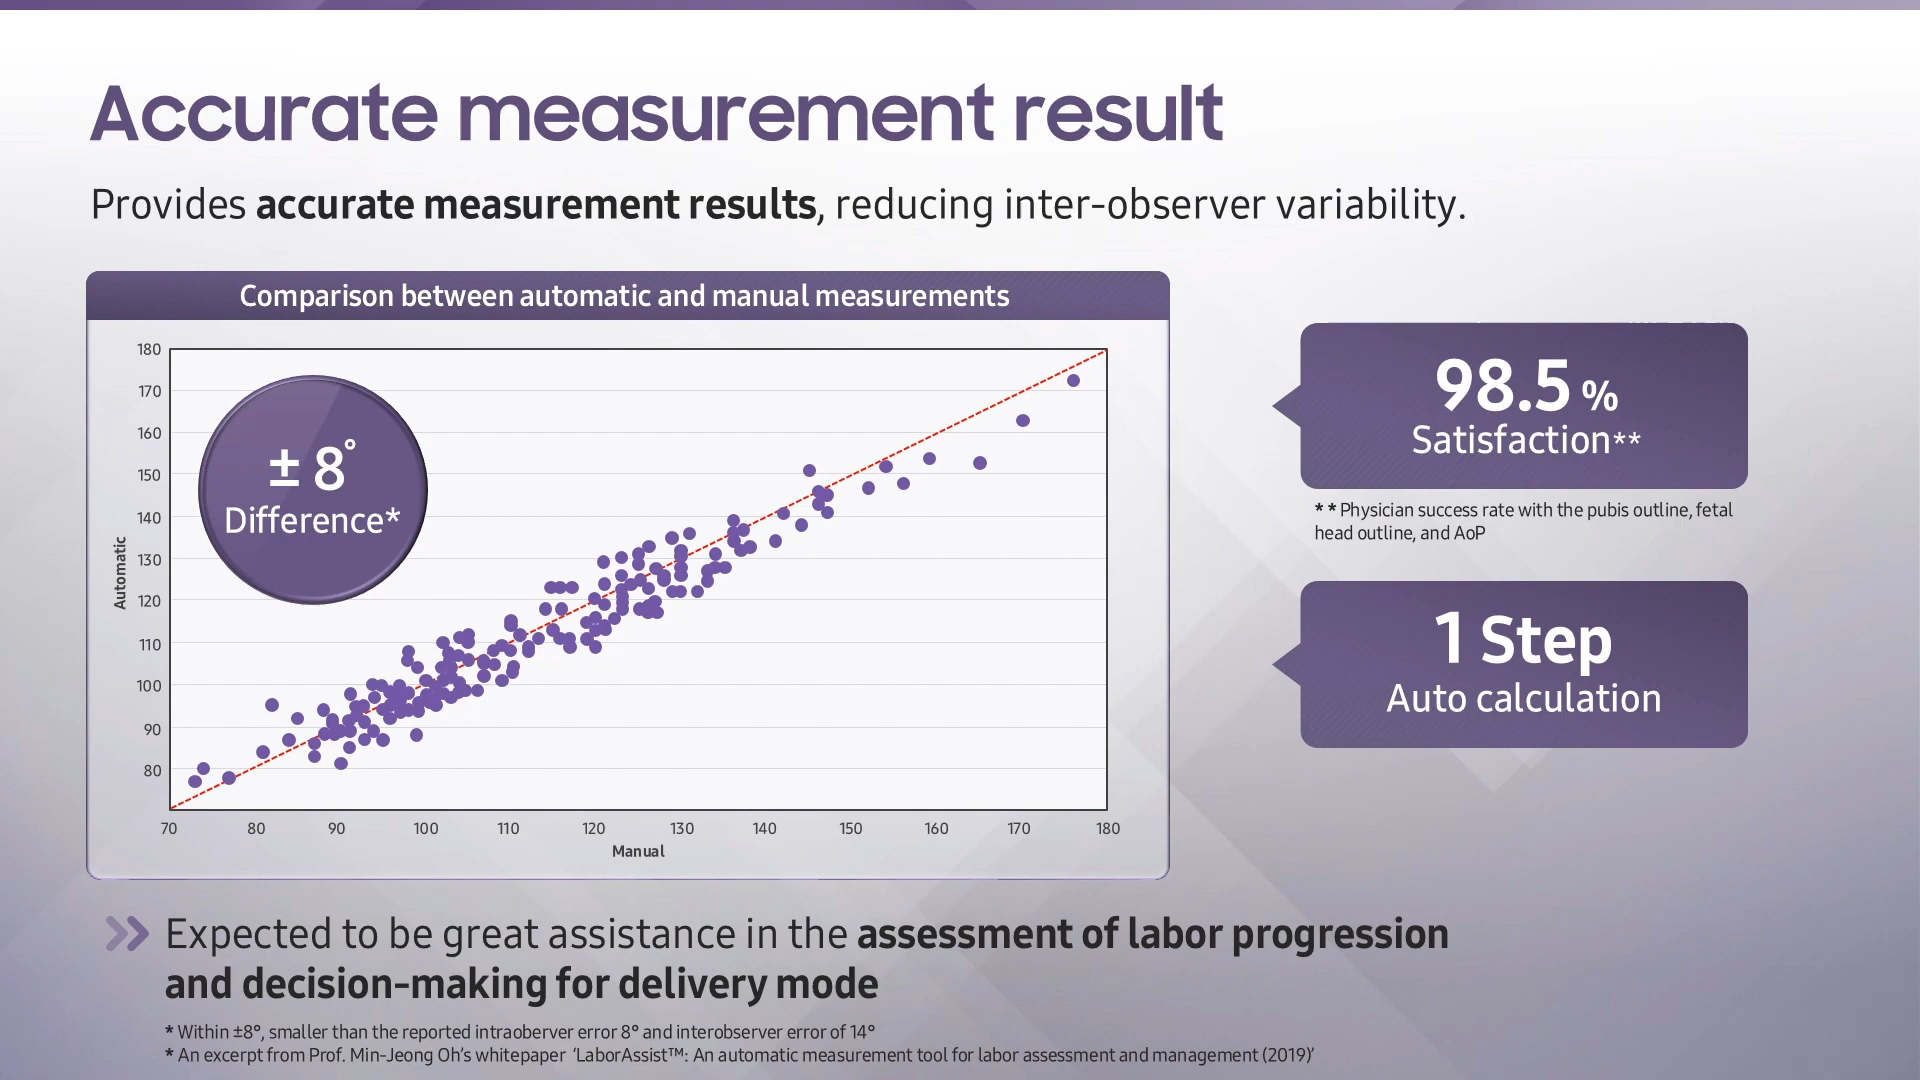 Accurate measurement result
Provides accurate measurement results, reducing inter-observer variability.
Comparison between automatic and manual measurements
180
170
160
150
140
130
120
110
100
90
80
Automatic
± 8°
Difference*
70 80 90 100 110 120 130 140 150 160 170 180
Manual
98.5 %
Satisfaction**
* * Physician success rate with the pubis outline, fetal
head outline, and AoP
1 Step
Auto calculation
Expected to be great assistance in the assessment of labor progression
and decision-making for delivery mode
* Within ±8°, smaller than the reported intraoberver error 8° and interobserver error of 14°
* An excerpt from Prof. Min-Jeong Oh's whitepaper 'LaborAssist™: An automatic measurement tool for labor assessment and management (2019)'